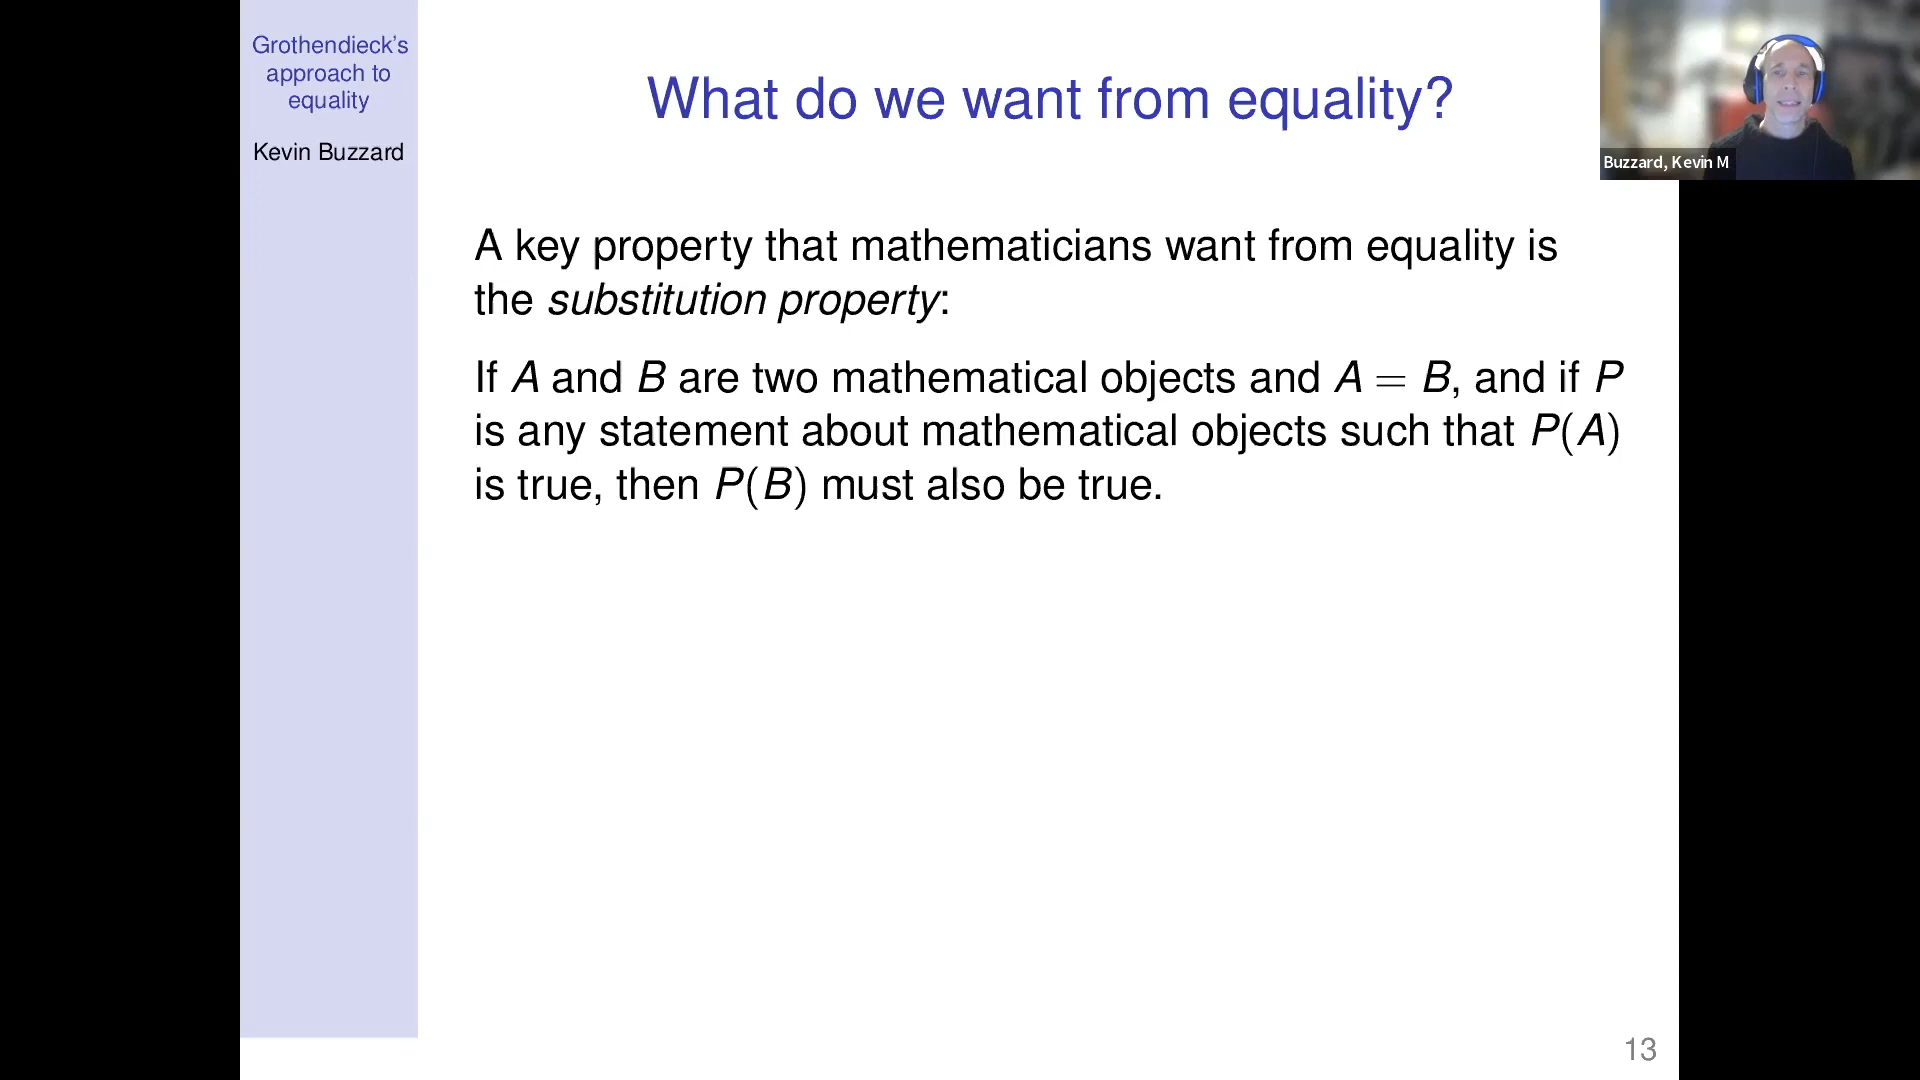 Grothendieck's
approach to
equality
Kevin Buzzard
What do we want from equality?
Buzzard, Kevin M
A key property that mathematicians want from equality is
the substitution property:
If A and B are two mathematical objects and A = B, and if P
is any statement about mathematical objects such that P(A)
is true, then P(B) must also be true.
13